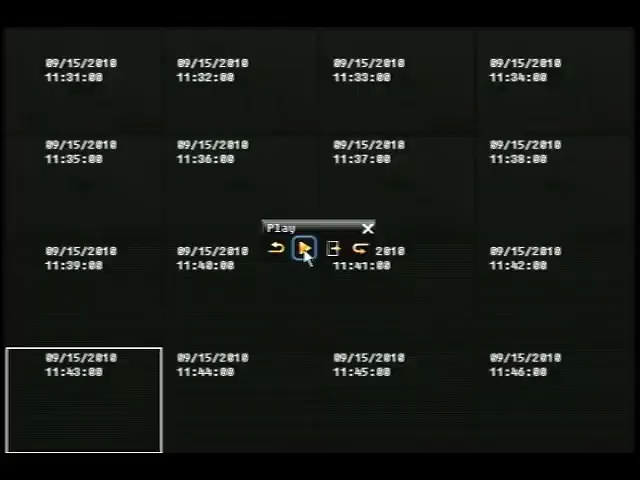 09/15/2010 09/15/2010 09/15/2010 09/15/2010
11:31:00 11:32:00 11:33:00 11:34:00
09/15/2010 09/15/2010 09/15/2010 09/15/2010
11:35:00 11:36:00 11:37:00 11:38:00
Play
09/15/2010 09/15/2010 2010 09/15/2010
11:39:00 11:40:00 11:41:00 11:42:00
09/15/2010 09/15/2010 09/15/2010 09/15/2010
11:43:00 11:44:00 11:45:00 11:46:00